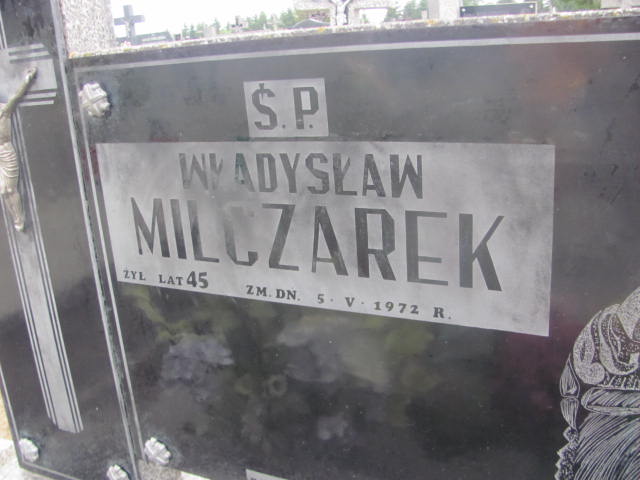 Ś.P.
WŁADYSŁAW
MILCZAREK
ŻYŁ LAT 45 ZM. DN. 5 · V · 1972 R.